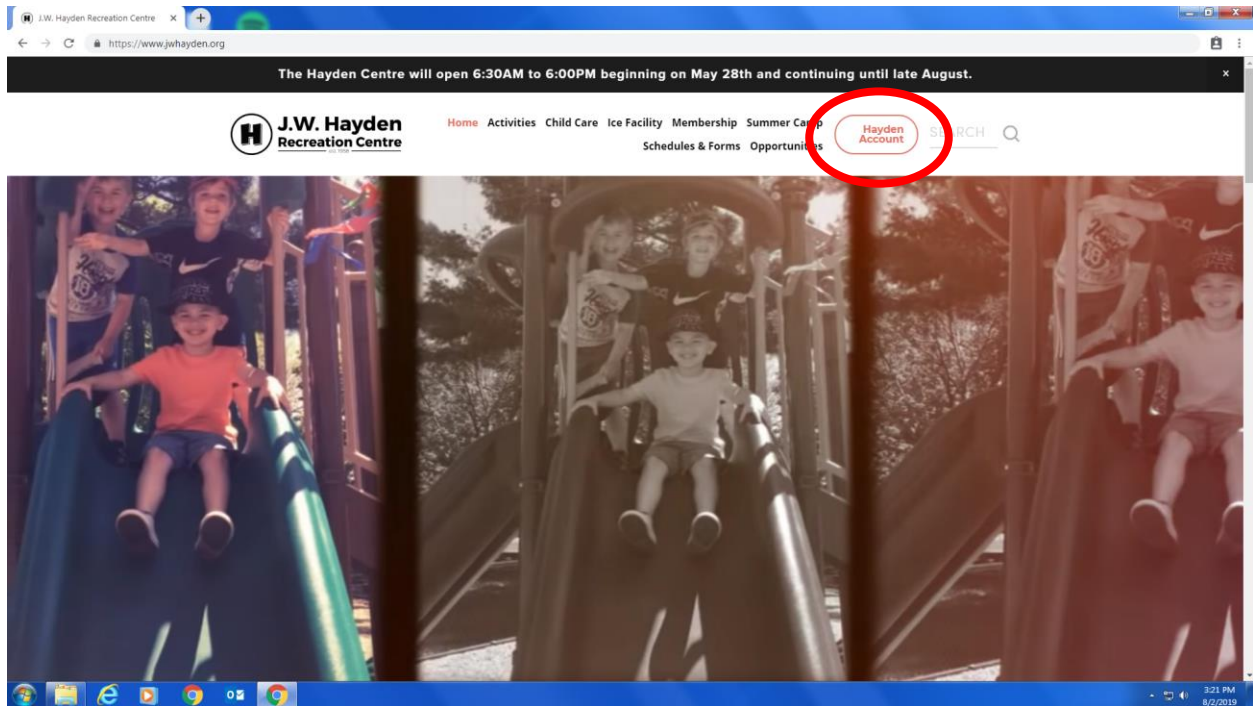 J.W. Hayden Recreation Centre
https://www.jwhayden.org
The Hayden Centre will open 6:30AM to 6:00PM beginning on May 28th and continuing until late August.
J.W. Hayden
Recreation Centre
Home Activities Child Care Ice Facility Membership Summer Camp
Schedules & Forms Opportunities
Hayden
Account
SEARCH
18
3:21 PM
8/2/2019